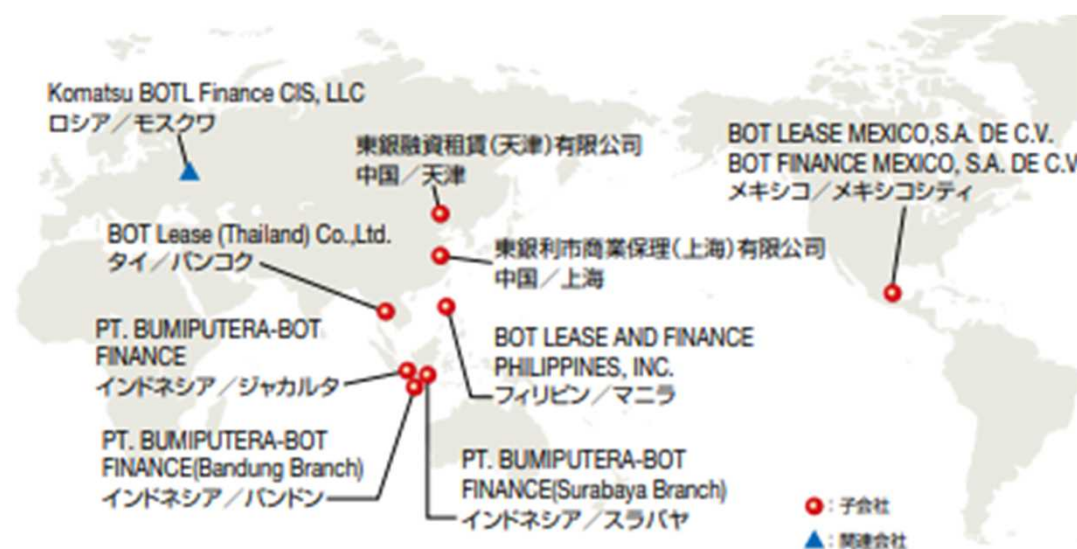 Komatsu BOTL Finance CIS, LLC
ロシア／モスクワ
東銀融資租賃(天津)有限公司
中国／天津
BOT LEASE MEXICO,S.A. DE C.V.
BOT FINANCE MEXICO, S.A. DE C.V
メキシコ／メキシコシティ
BOT Lease (Thailand) Co.,Ltd.
タイ／バンコク
東銀利市商業保理(上海)有限公司
中国／上海
PT. BUMIPUTERA-BOT
FINANCE
インドネシア／ジャカルタ
BOT LEASE AND FINANCE
PHILIPPINES, INC.
フィリピン／マニラ
PT. BUMIPUTERA-BOT
FINANCE(Bandung Branch)
インドネシア／バンドン
PT. BUMIPUTERA-BOT
FINANCE(Surabaya Branch)
インドネシア／スラバヤ
：子会社
：関連会社